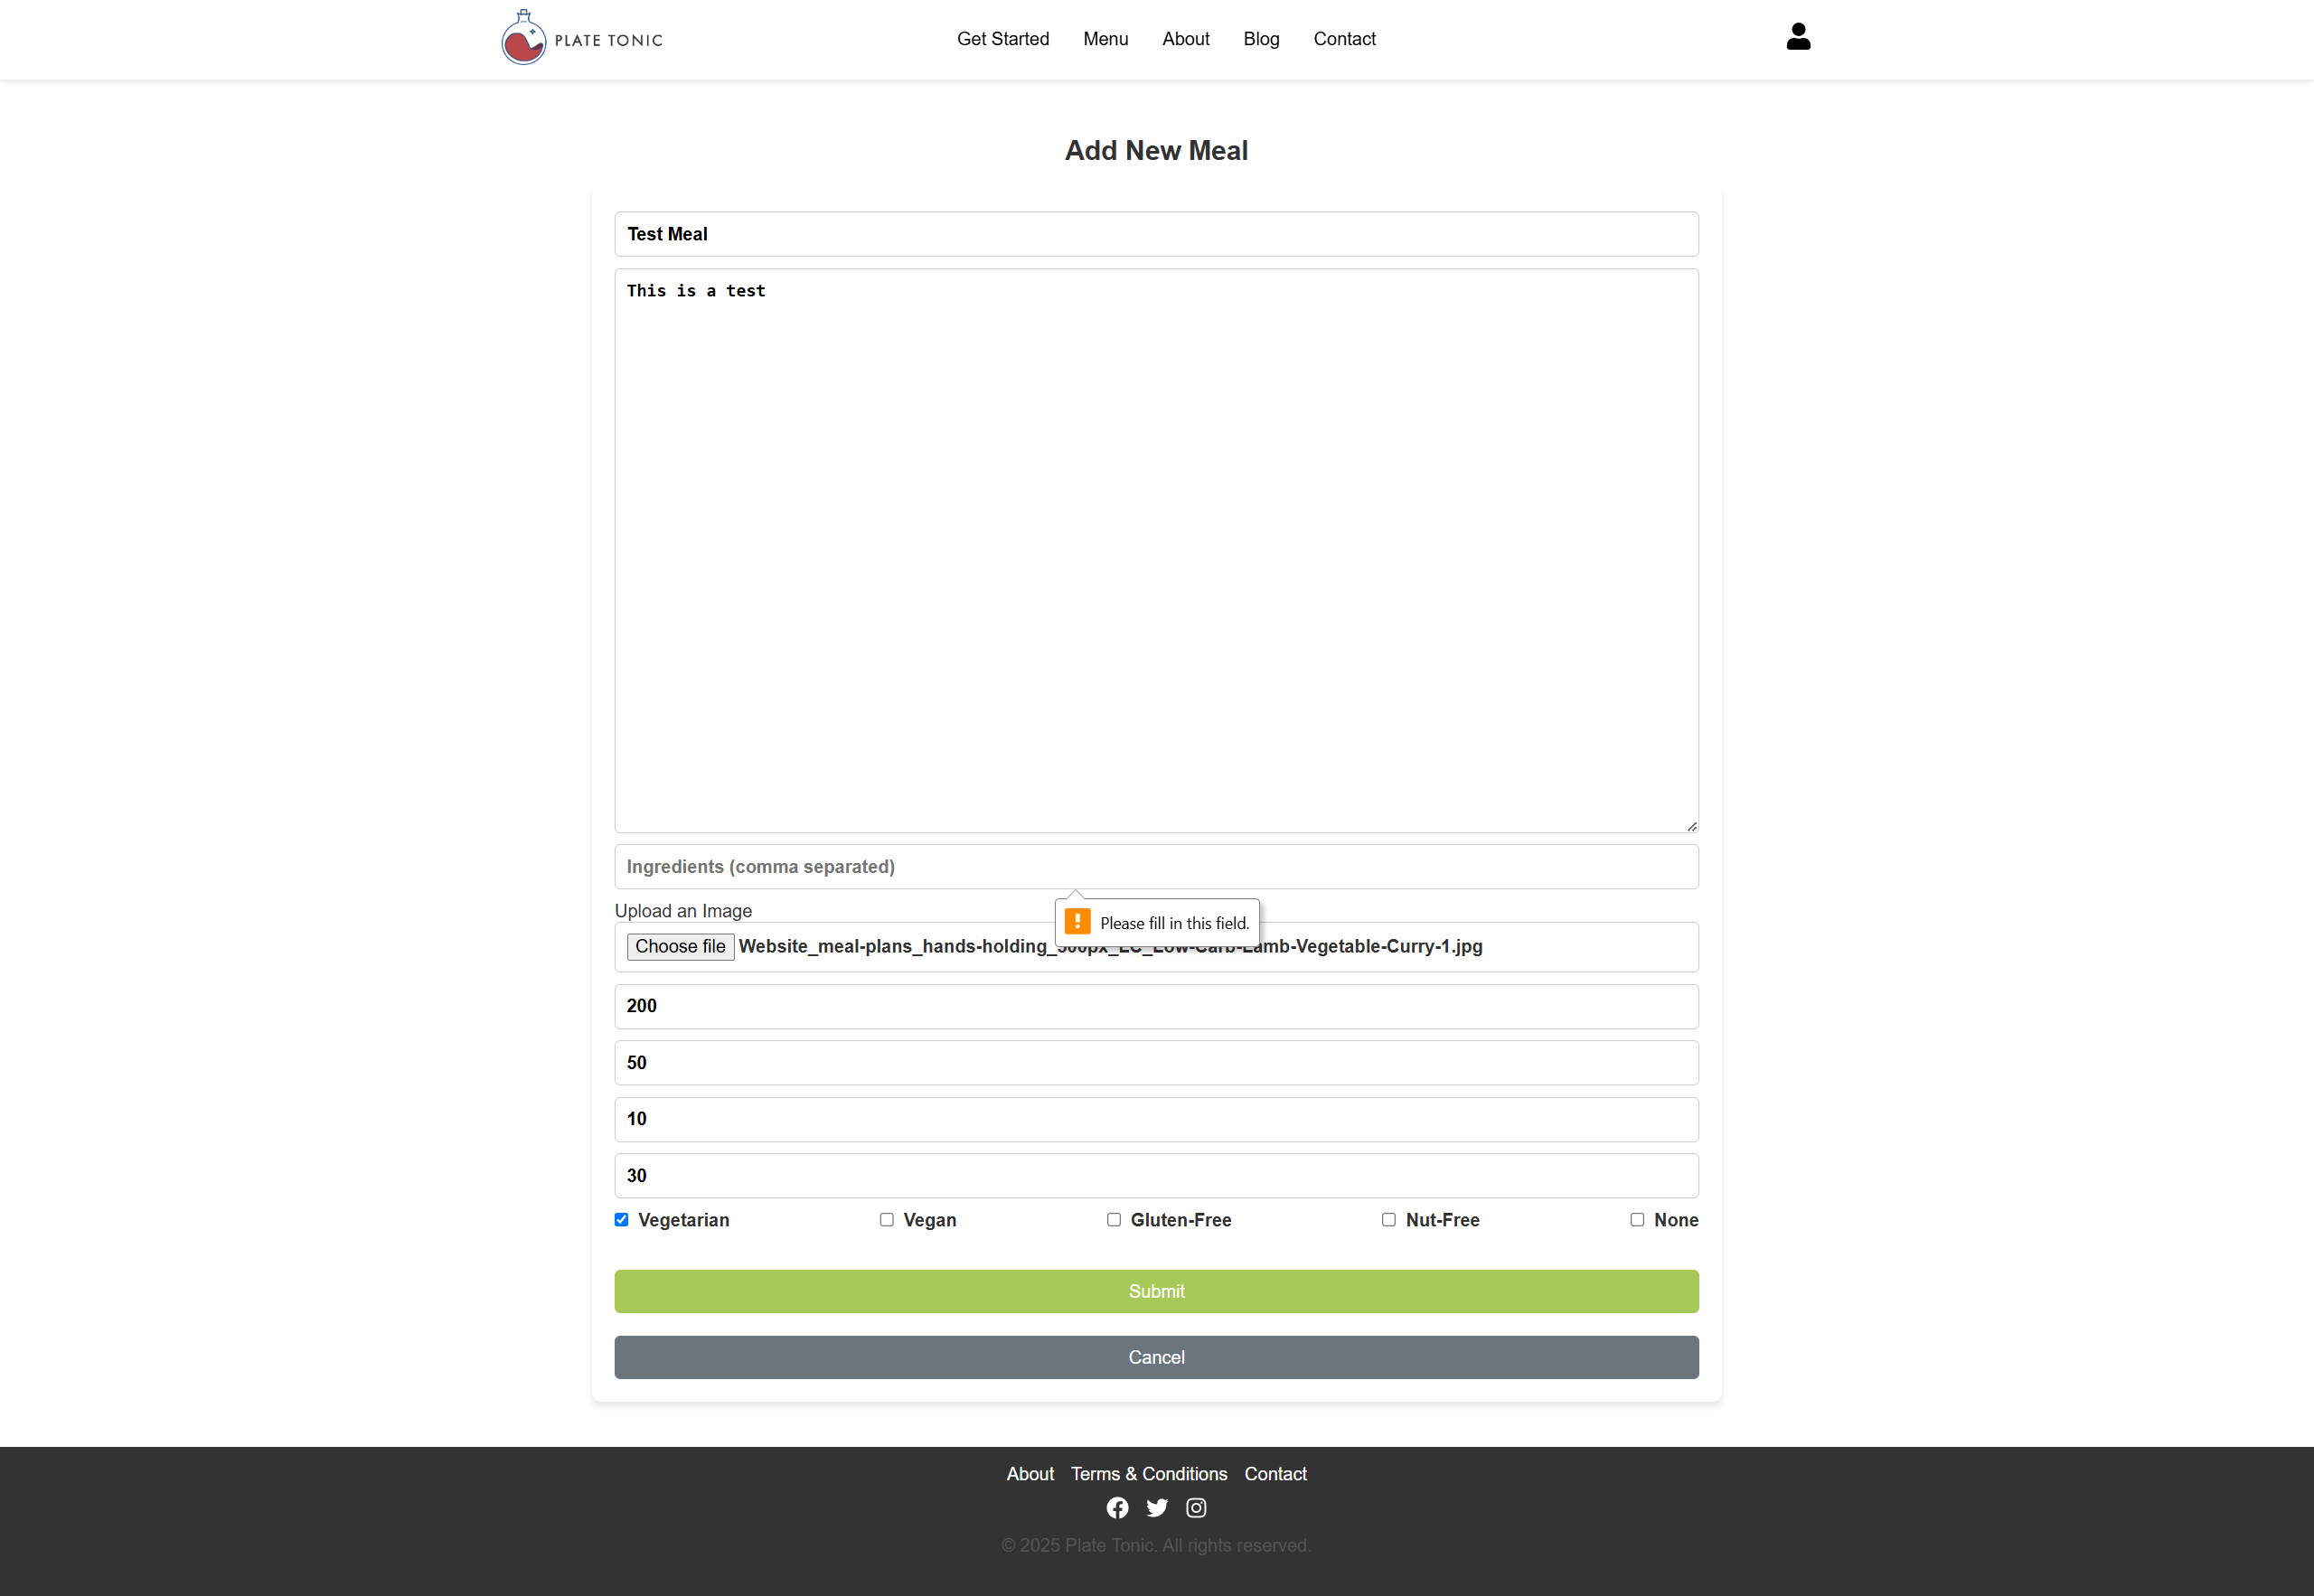 PLATE TONIC
Get Started Menu About Blog Contact
Add New Meal
Test Meal
This is a test
Ingredients (comma separated)
Upload an Image
Please fill in this field.
Choose file Website_meal-plans_hands-holding_500px_LC_Low-Carb-Lamb-Vegetable-Curry-1.jpg
200
50
10
30
Vegetarian Vegan Gluten-Free Nut-Free None
Submit
Cancel
About Terms & Conditions Contact
© 2025 Plate Tonic. All rights reserved.